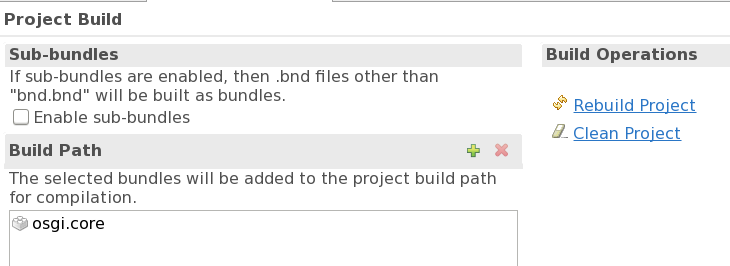 Project Build
Sub-bundles
If sub-bundles are enabled, then .bnd files other than
"bnd.bnd" will be built as bundles.
Enable sub-bundles
Build Path
The selected bundles will be added to the project build path
for compilation.
osgi.core
Build Operations
Rebuild Project
Clean Project